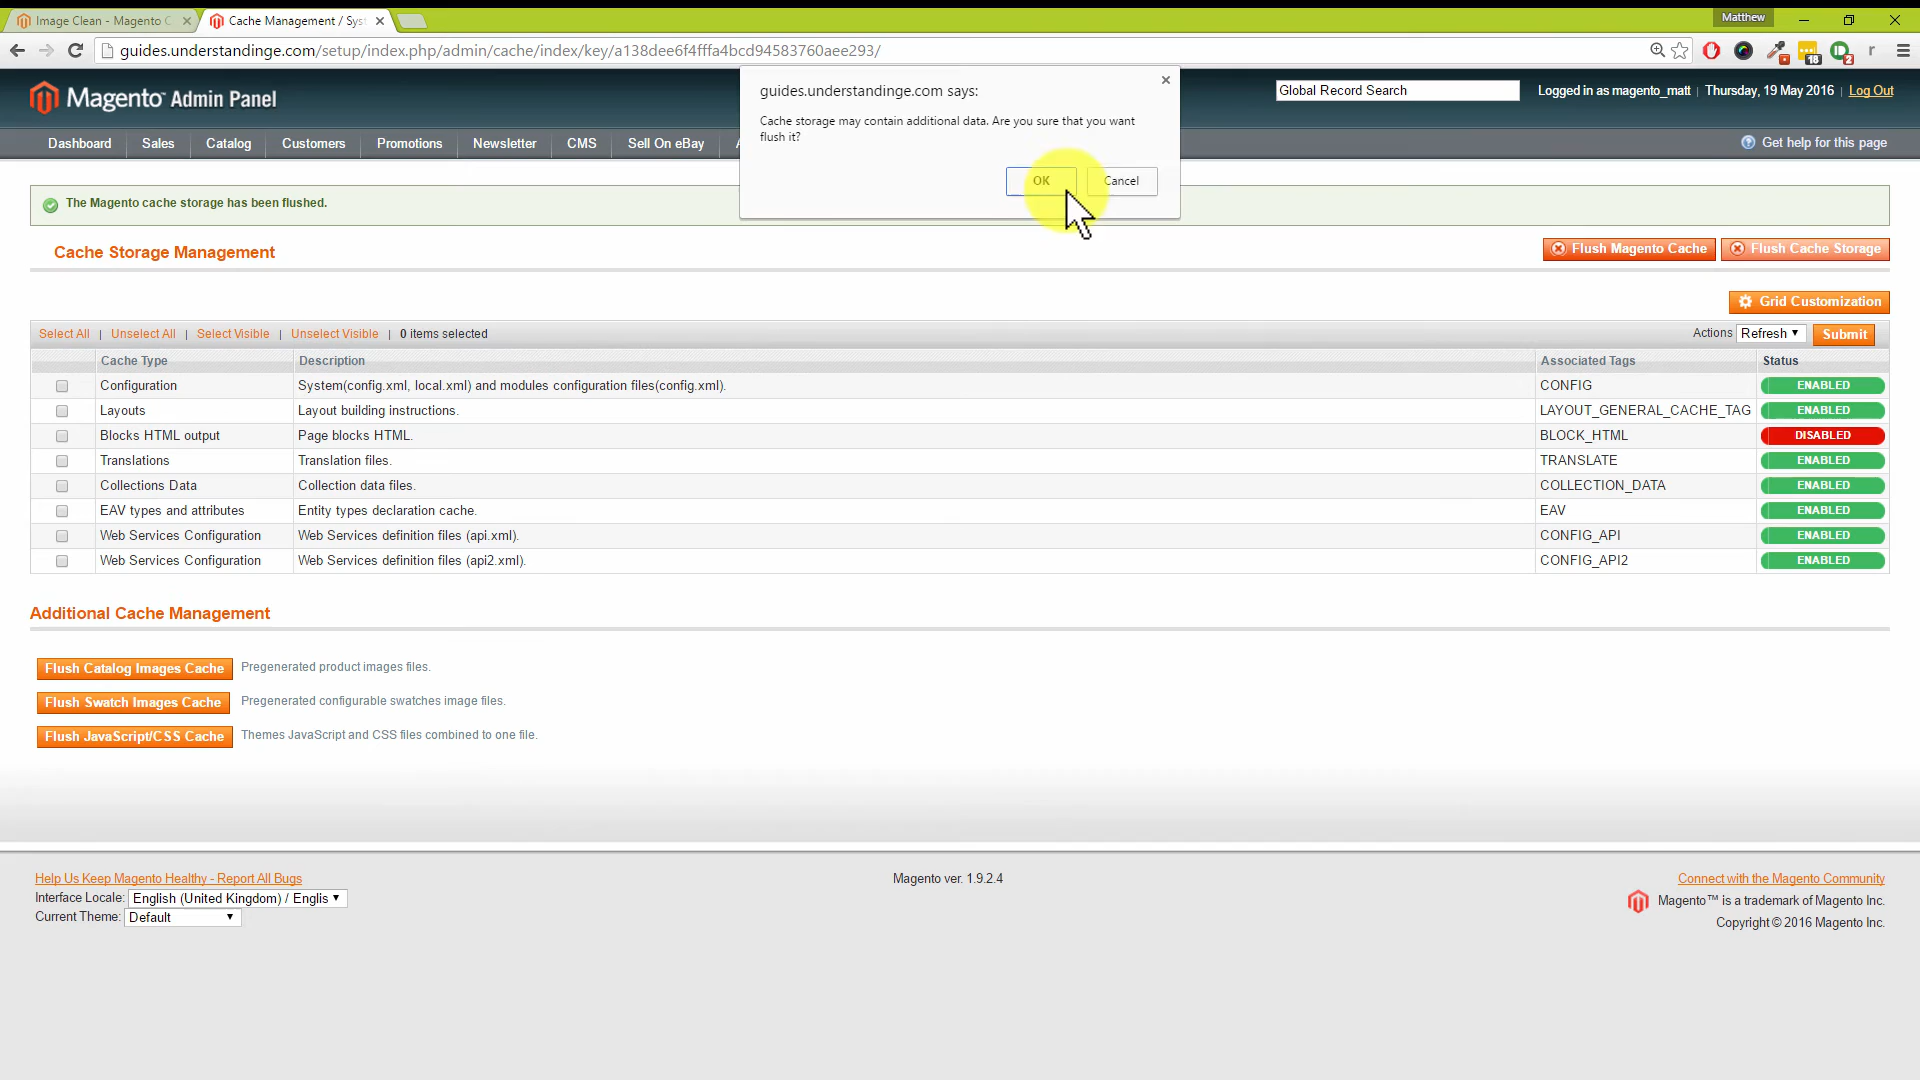 Image Clean - Magento C
Cache Management / Syst
Matthew
guides.understandinge.com/setup/index.php/admin/cache/index/key/a138dee6f4fffa4bcd94583760aee293/
18
2
r
guides.understandinge.com says:
Cache storage may contain additional data. Are you sure that you want
flush it?
OK
Cancel
Magento™ Admin Panel
Global Record Search
Logged in as magento_matt | Thursday, 19 May 2016 | Log Out
Dashboard
Sales
Catalog
Customers
Promotions
Newsletter
CMS
Sell On eBay
Get help for this page
The Magento cache storage has been flushed.
Cache Storage Management
Flush Magento Cache
Flush Cache Storage
Grid Customization
Select All | Unselect All | Select Visible | Unselect Visible | 0 items selected
Actions Refresh Submit
Cache Type Description Associated Tags Status
Configuration System(config.xml, local.xml) and modules configuration files(config.xml). CONFIG ENABLED
Layouts Layout building instructions. LAYOUT_GENERAL_CACHE_TAG ENABLED
Blocks HTML output Page blocks HTML. BLOCK_HTML DISABLED
Translations Translation files. TRANSLATE ENABLED
Collections Data Collection data files. COLLECTION_DATA ENABLED
EAV types and attributes Entity types declaration cache. EAV ENABLED
Web Services Configuration Web Services definition files (api.xml). CONFIG_API ENABLED
Web Services Configuration Web Services definition files (api2.xml). CONFIG_API2 ENABLED
Additional Cache Management
Flush Catalog Images Cache Pregenerated product images files.
Flush Swatch Images Cache Pregenerated configurable swatches image files.
Flush JavaScript/CSS Cache Themes JavaScript and CSS files combined to one file.
Help Us Keep Magento Healthy - Report All Bugs
Interface Locale: English (United Kingdom) / Englis
Current Theme: Default
Magento ver. 1.9.2.4
Connect with the Magento Community
Magento™ is a trademark of Magento Inc.
Copyright © 2016 Magento Inc.